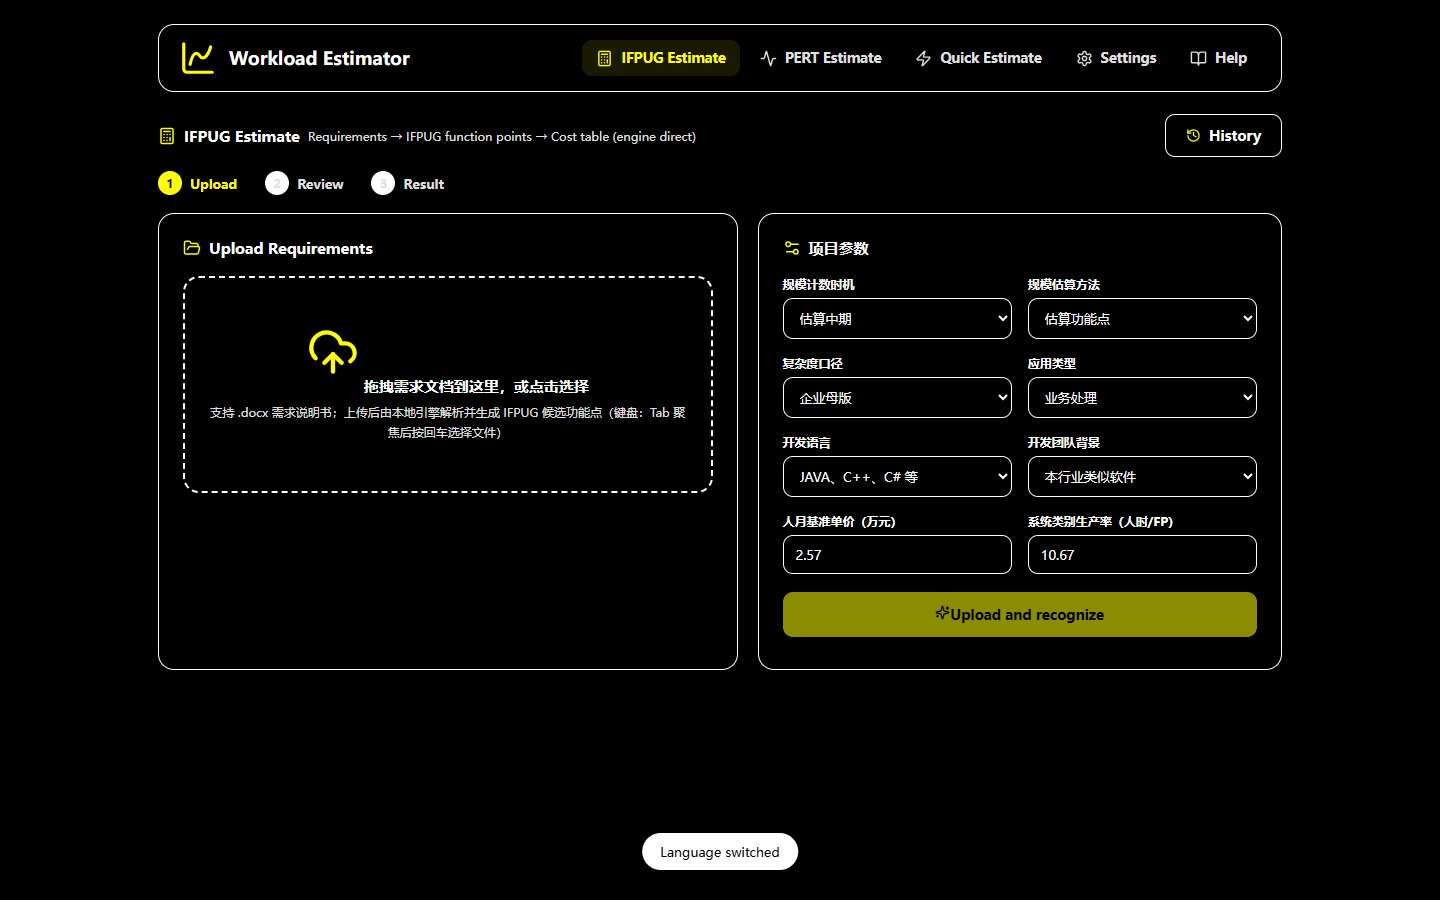 Workload Estimator
IFPUG Estimate
PERT Estimate
Quick Estimate
Settings
Help
IFPUG Estimate Requirements → IFPUG function points → Cost table (engine direct)
History
1 Upload
2 Review
3 Result
Upload Requirements
拖拽需求文档到这里，或点击选择
支持 .docx 需求说明书；上传后由本地引擎解析并生成 IFPUG 候选功能点（键盘：Tab 聚
焦后按回车选择文件）
项目参数
规模计数时机
估算中期
规模估算方法
估算功能点
复杂度口径
企业母版
应用类型
业务处理
开发语言
JAVA、C++、C# 等
开发团队背景
本行业类似软件
人月基准单价（万元）
2.57
系统类别生产率（人时/FP）
10.67
Upload and recognize
Language switched